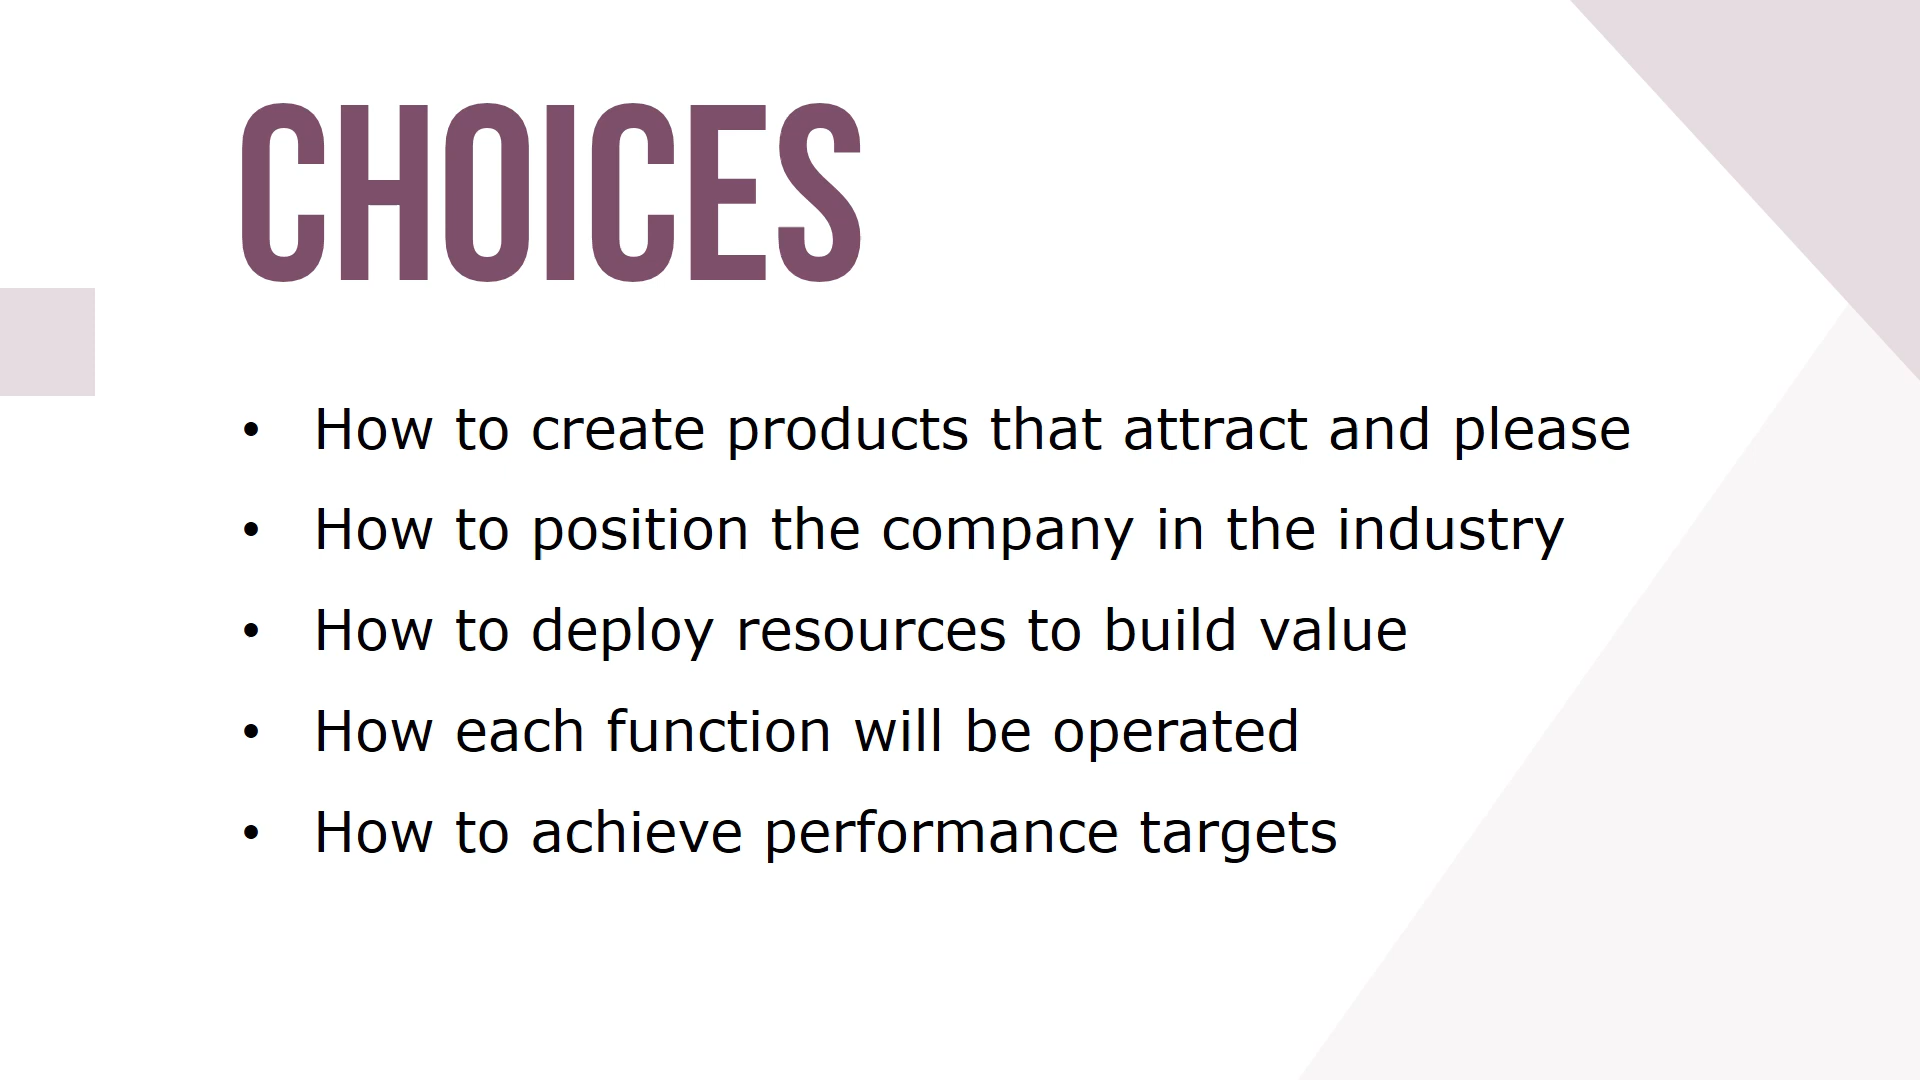 CHOICES
• How to create products that attract and please
• How to position the company in the industry
• How to deploy resources to build value
• How each function will be operated
• How to achieve performance targets